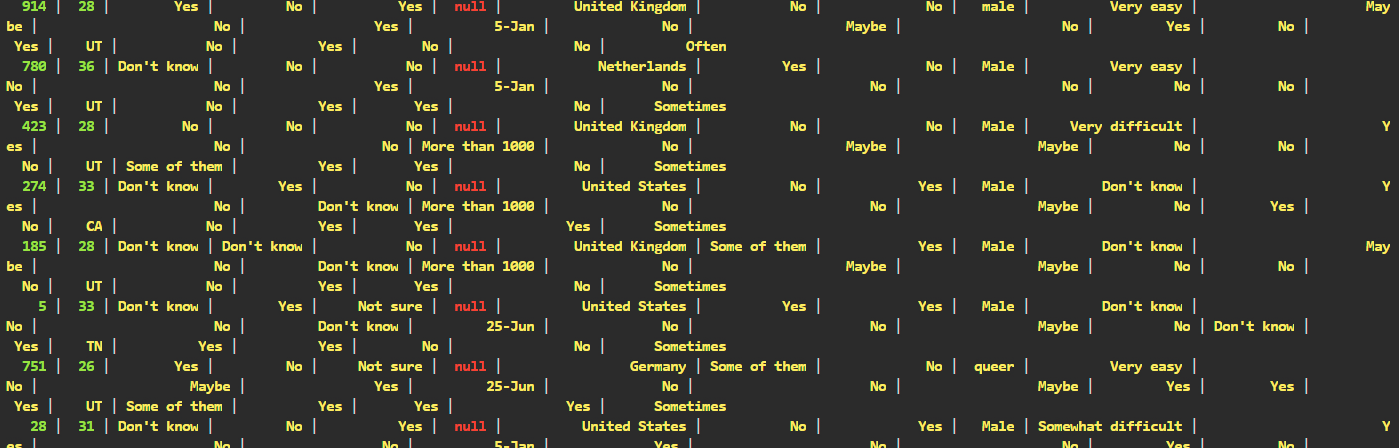 914 | 28 | Yes | No | Yes | null | United Kingdom | No | No | male | Very easy | May
be | No | Yes | 5-Jan | No | Maybe | No | Yes | No |
Yes | UT | No | Yes | No | No | Often
780 | 36 | Don't know | No | No | null | Netherlands | Yes | No | Male | Very easy |
No | No | Yes | 5-Jan | No | No | No | No | No |
Yes | UT | No | Yes | Yes | No | Sometimes
423 | 28 | No | No | No | null | United Kingdom | No | No | Male | Very difficult | Y
es | No | No | More than 1000 | No | Maybe | Maybe | No | No |
No | UT | Some of them | Yes | Yes | No | Sometimes
274 | 33 | Don't know | Yes | No | null | United States | No | Yes | Male | Don't know | Y
es | No | Don't know | More than 1000 | No | No | Maybe | No | Yes |
No | CA | No | Yes | Yes | Yes | Sometimes
185 | 28 | Don't know | Don't know | No | null | United Kingdom | Some of them | Yes | Male | Don't know | May
be | No | Don't know | More than 1000 | No | Maybe | Maybe | No | No |
No | UT | No | Yes | Yes | No | Sometimes
5 | 33 | Don't know | Yes | Not sure | null | United States | Yes | Yes | Male | Don't know |
No | No | Don't know | 25-Jun | No | No | Maybe | No | Don't know |
Yes | TN | Yes | Yes | No | No | Sometimes
751 | 26 | Yes | No | Not sure | null | Germany | Some of them | No | queer | Very easy |
No | Maybe | Yes | 25-Jun | No | No | Maybe | Yes | Yes |
Yes | UT | Some of them | Yes | Yes | Yes | Sometimes
28 | 31 | Don't know | No | Yes | null | United States | No | Yes | Male | Somewhat difficult | Y
es | No | No | 5-Jan | Yes | No | No | Yes | No |